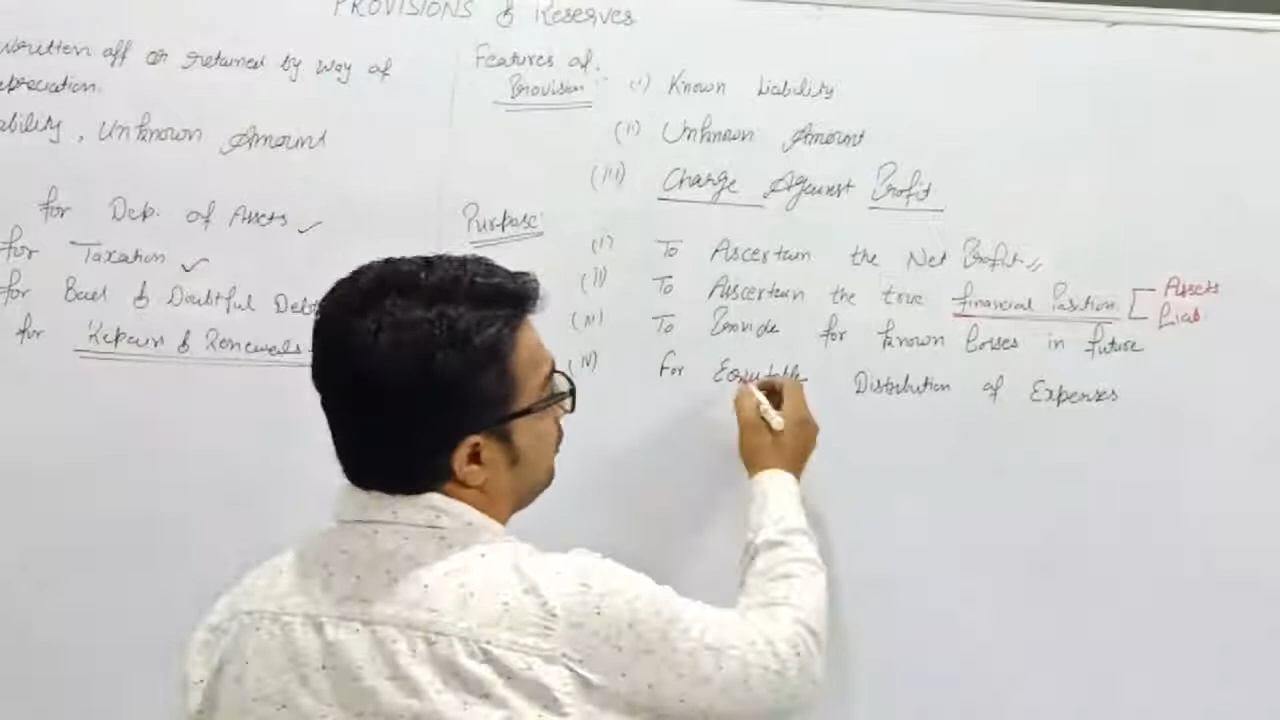 PROVISIONS & Reserves
written off or retained by way of
depreciation.
ability, Unknown Amount
for Dep. of Assets ✓
for Taxation ✓
for Bad & Doubtful Debts
for Repairs & Renewals
Features of
Provision :
(i) Known Liability
(ii) Unknown Amount
(iii) Charge Against Profit
Purpose:
(i) To Ascertain the Net Profit
(ii) To Ascertain the true financial Position
Assets
Liab.
(iii) To Provide for known losses in future
(iv) For Equitable Distribution of Expenses